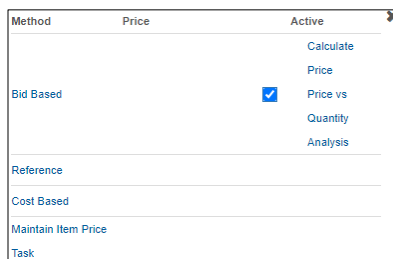 Method Price Active
Calculate
Price
Bid Based Price vs
Quantity
Analysis
Reference
Cost Based
Maintain Item Price
Task